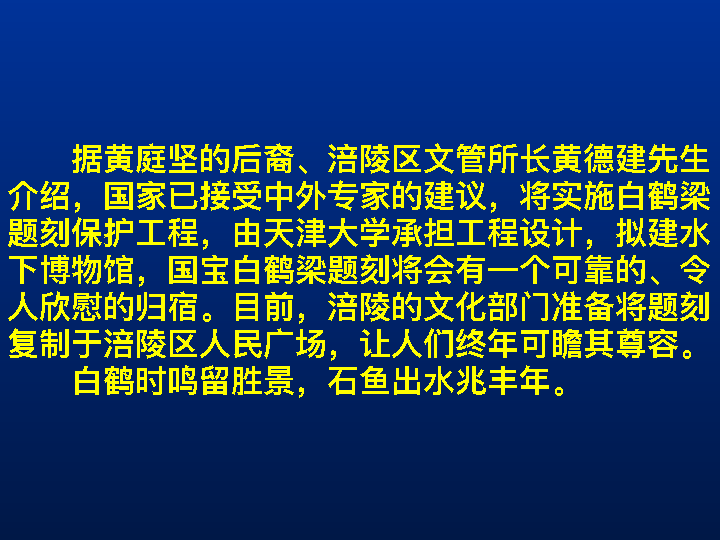 据黄庭坚的后裔、涪陵区文管所长黄德建先生
介绍，国家已接受中外专家的建议，将实施白鹤梁
题刻保护工程，由天津大学承担工程设计，拟建水
下博物馆，国宝白鹤梁题刻将会有一个可靠的、令
人欣慰的归宿。目前，涪陵的文化部门准备将题刻
复制于涪陵区人民广场，让人们终年可瞻其尊容。
白鹤时鸣留胜景，石鱼出水兆丰年。